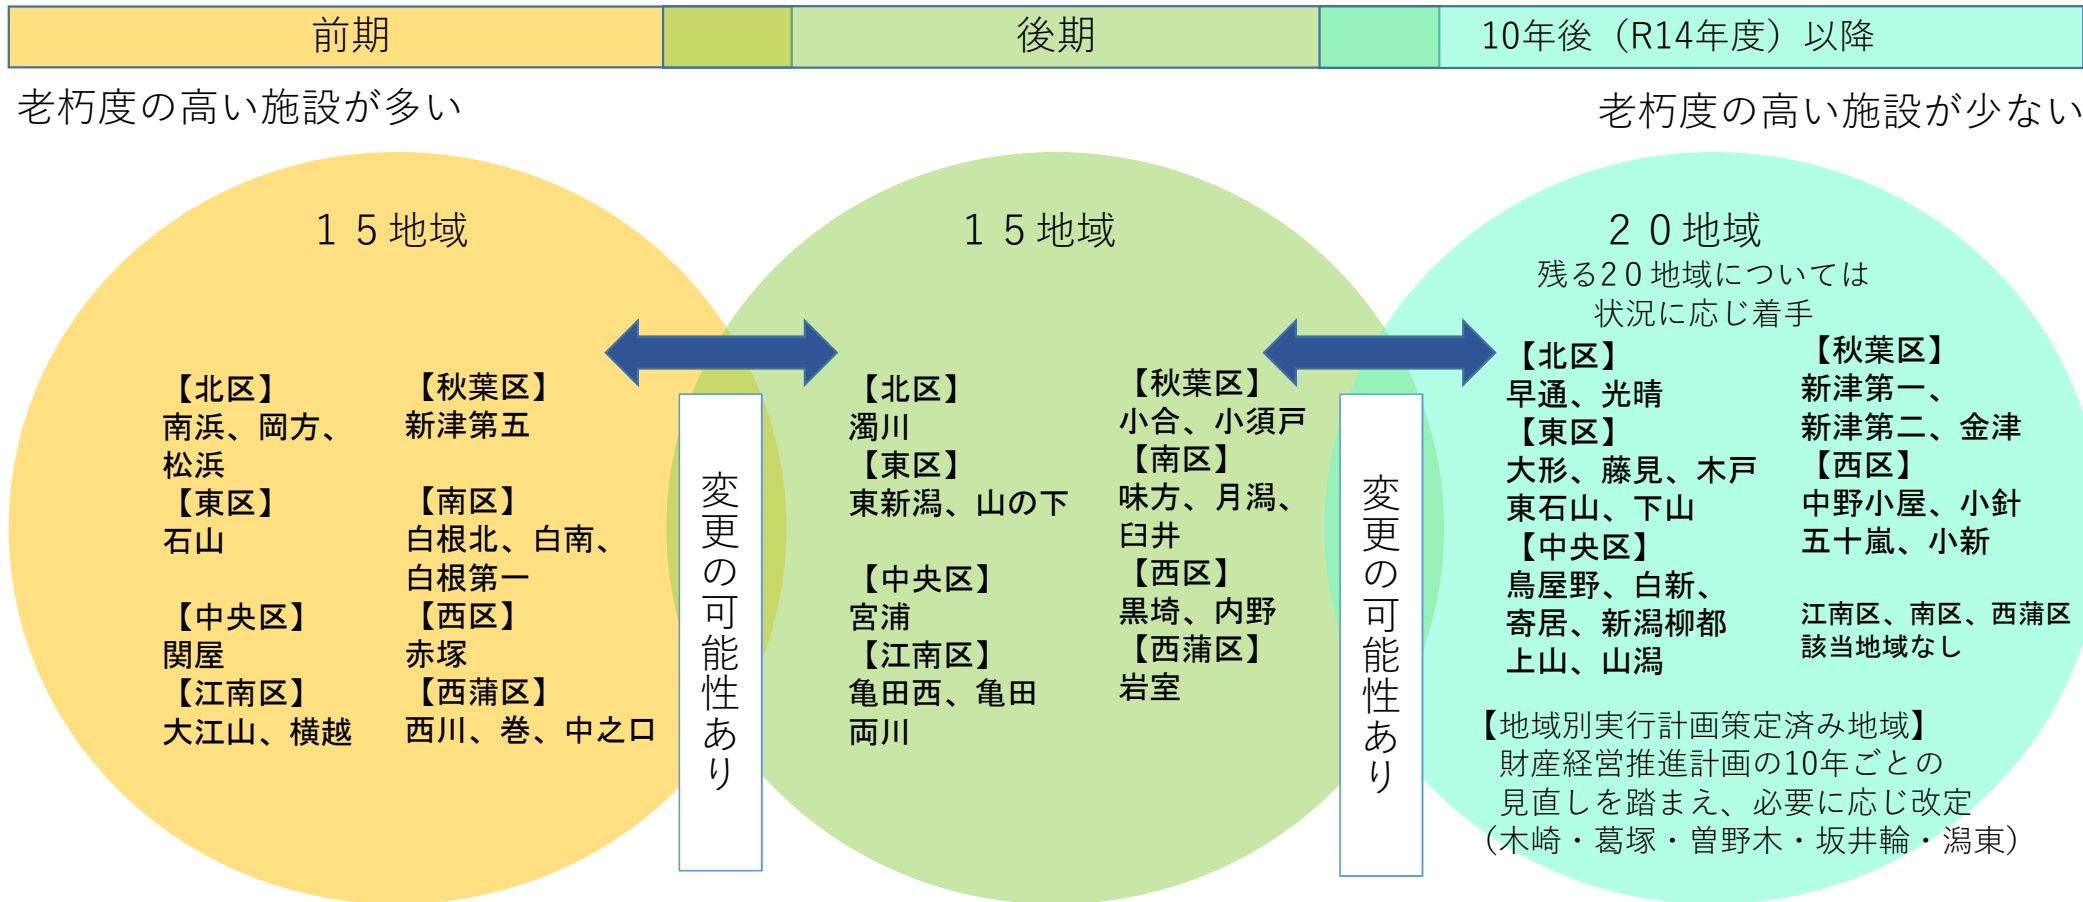 前期
後期
10年後（R14年度）以降
老朽度の高い施設が多い
老朽度の高い施設が少ない
１５地域
【北区】
南浜、岡方、
松浜
【東区】
石山
【中央区】
関屋
【江南区】
大江山、横越
【秋葉区】
新津第五
【南区】
白根北、白南、
白根第一
【西区】
赤塚
【西蒲区】
西川、巻、中之口
変更の可能性あり
１５地域
【北区】
濁川
【東区】
東新潟、山の下
【中央区】
宮浦
【江南区】
亀田西、亀田
両川
【秋葉区】
小合、小須戸
【南区】
味方、月潟、
臼井
【西区】
黒埼、内野
【西蒲区】
岩室
変更の可能性あり
２０地域
残る2０地域については
状況に応じ着手
【北区】
早通、光晴
【東区】
大形、藤見、木戸
東石山、下山
【中央区】
鳥屋野、白新、
寄居、新潟柳都
上山、山潟
【秋葉区】
新津第一、
新津第二、金津
【西区】
中野小屋、小針
五十嵐、小新
江南区、南区、西蒲区
該当地域なし
【地域別実行計画策定済み地域】
財産経営推進計画の10年ごとの
見直しを踏まえ、必要に応じ改定
（木崎・葛塚・曽野木・坂井輪・潟東）